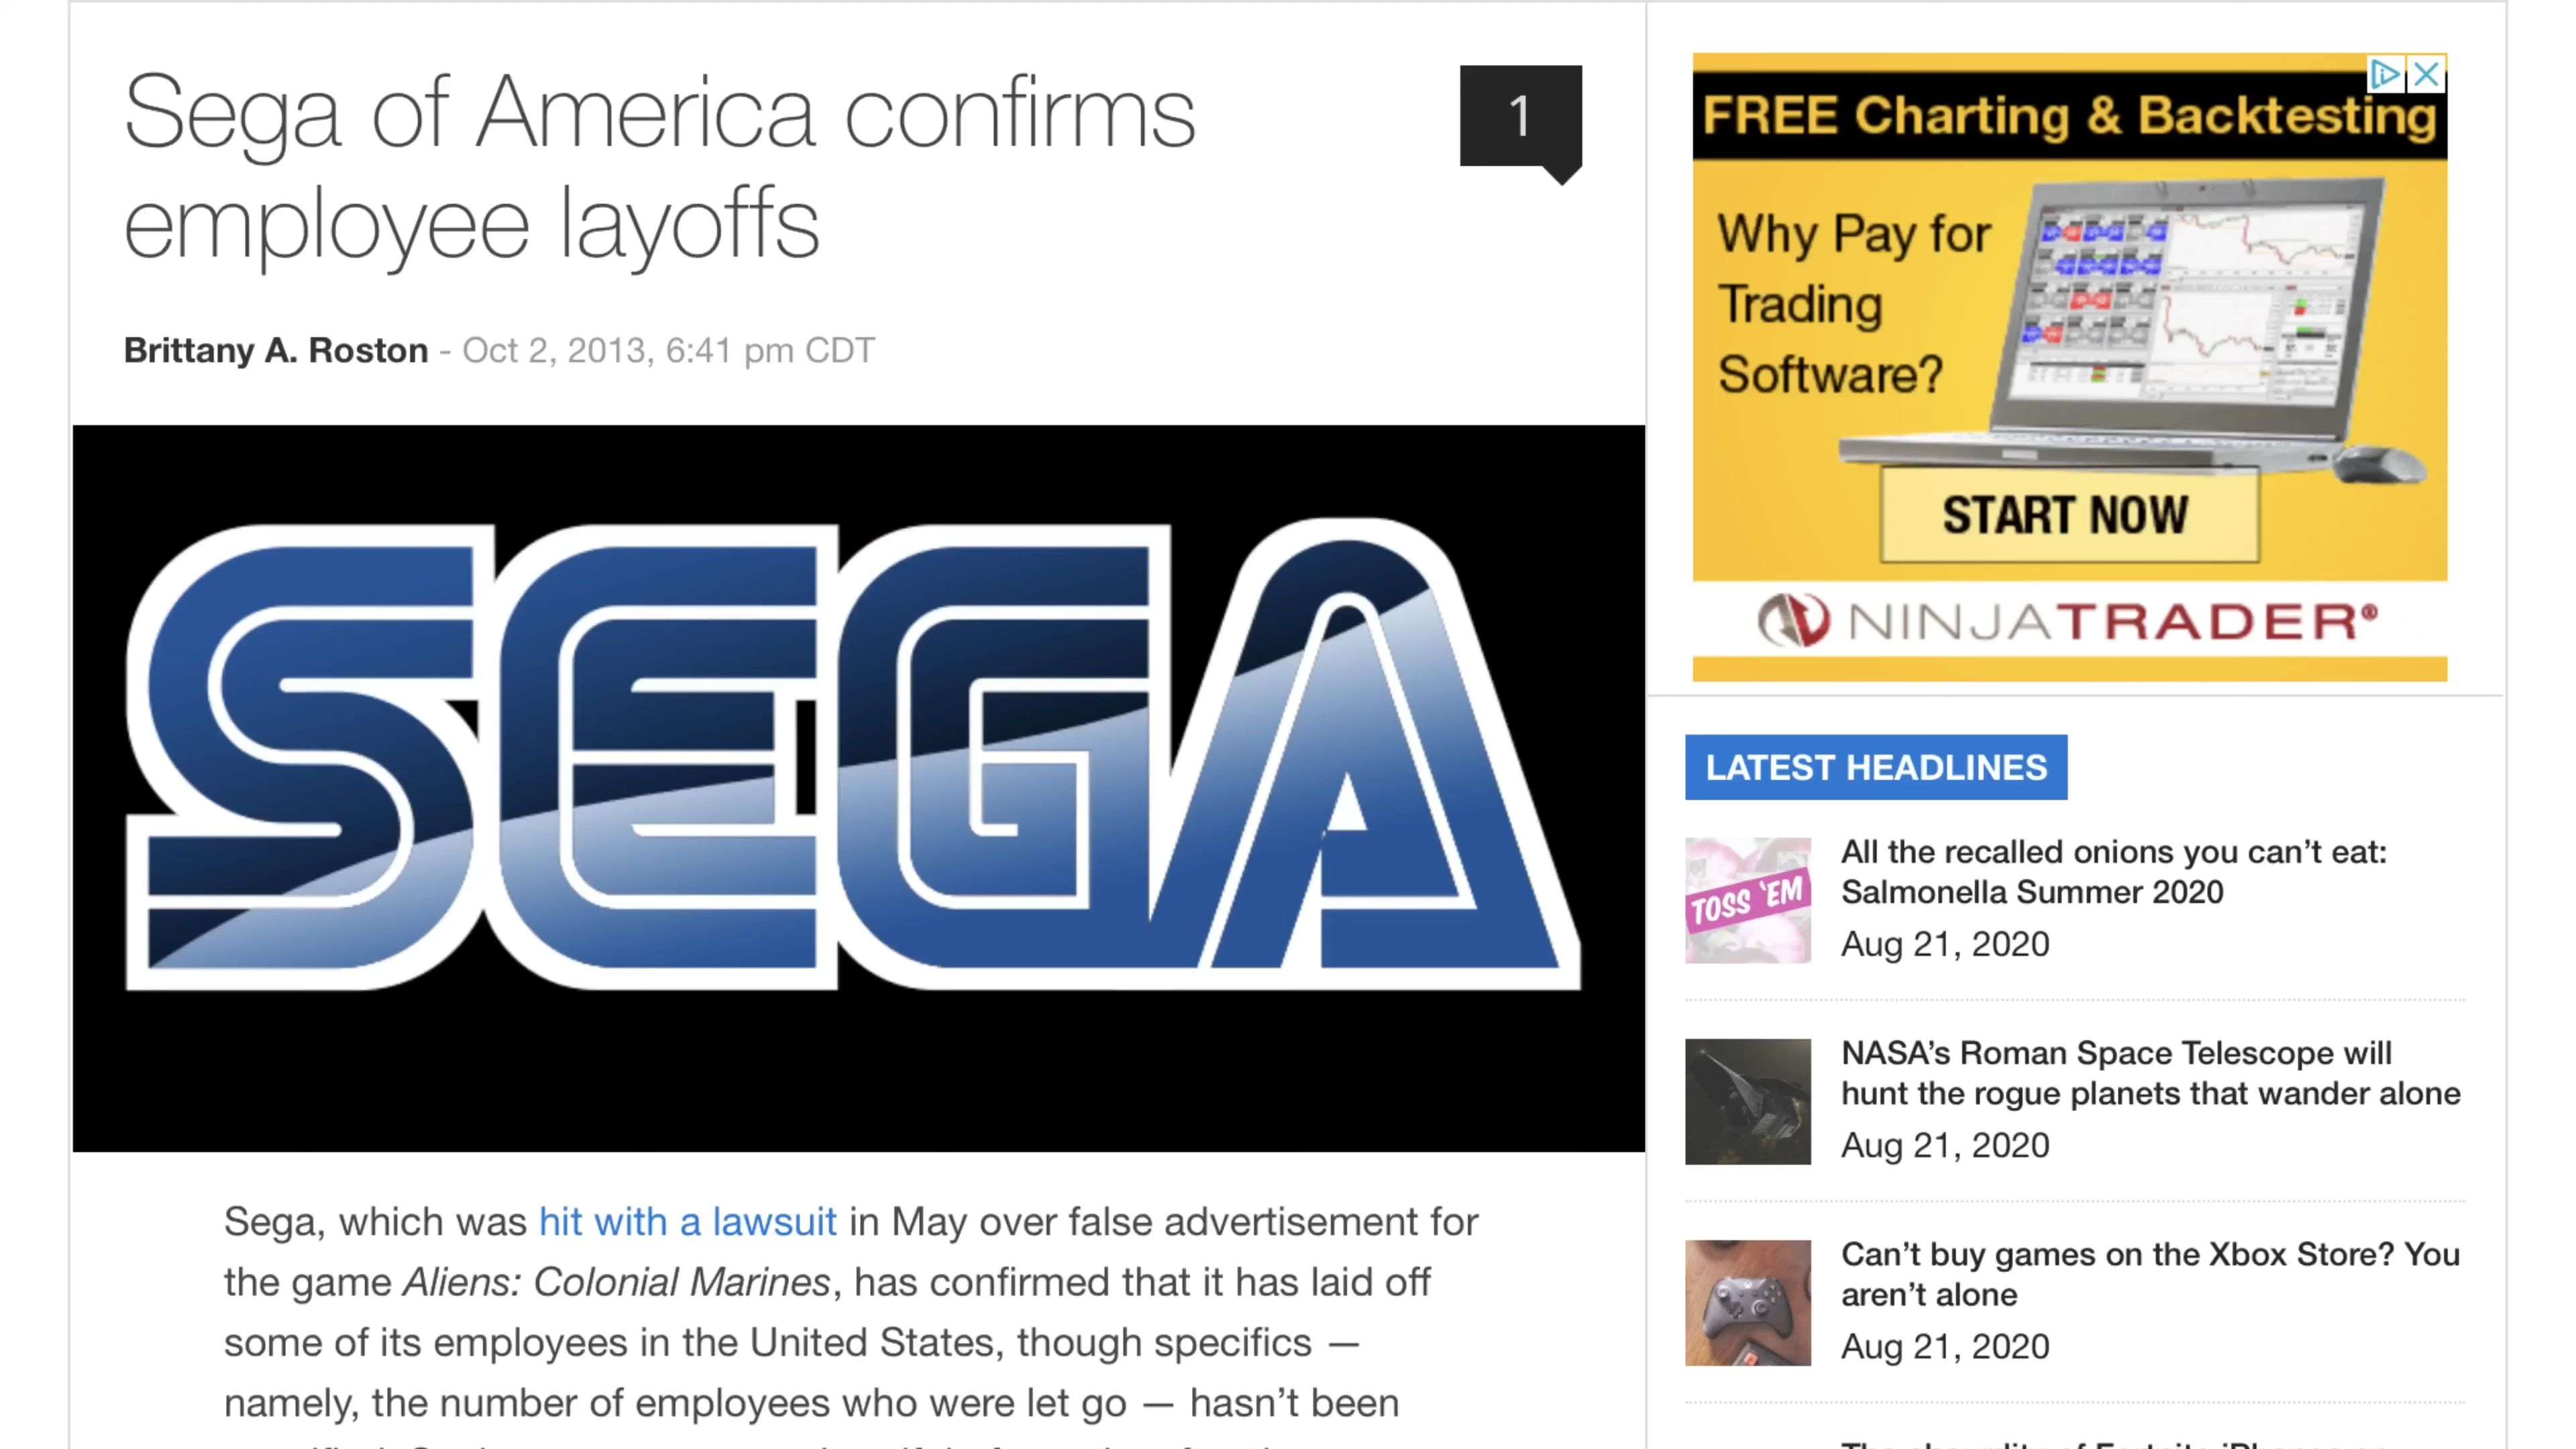 Sega of America confirms
employee layoffs
1
Brittany A. Roston - Oct 2, 2013, 6:41 pm CDT
SEGA
Sega, which was hit with a lawsuit in May over false advertisement for
the game Aliens: Colonial Marines, has confirmed that it has laid off
some of its employees in the United States, though specifics —
namely, the number of employees who were let go — hasn't been
FREE Charting & Backtesting
Why Pay for
Trading
Software?
START NOW
NINJATRADER®
LATEST HEADLINES
TOSS 'EM
All the recalled onions you can't eat:
Salmonella Summer 2020
Aug 21, 2020
NASA's Roman Space Telescope will
hunt the rogue planets that wander alone
Aug 21, 2020
Can't buy games on the Xbox Store? You
aren't alone
Aug 21, 2020